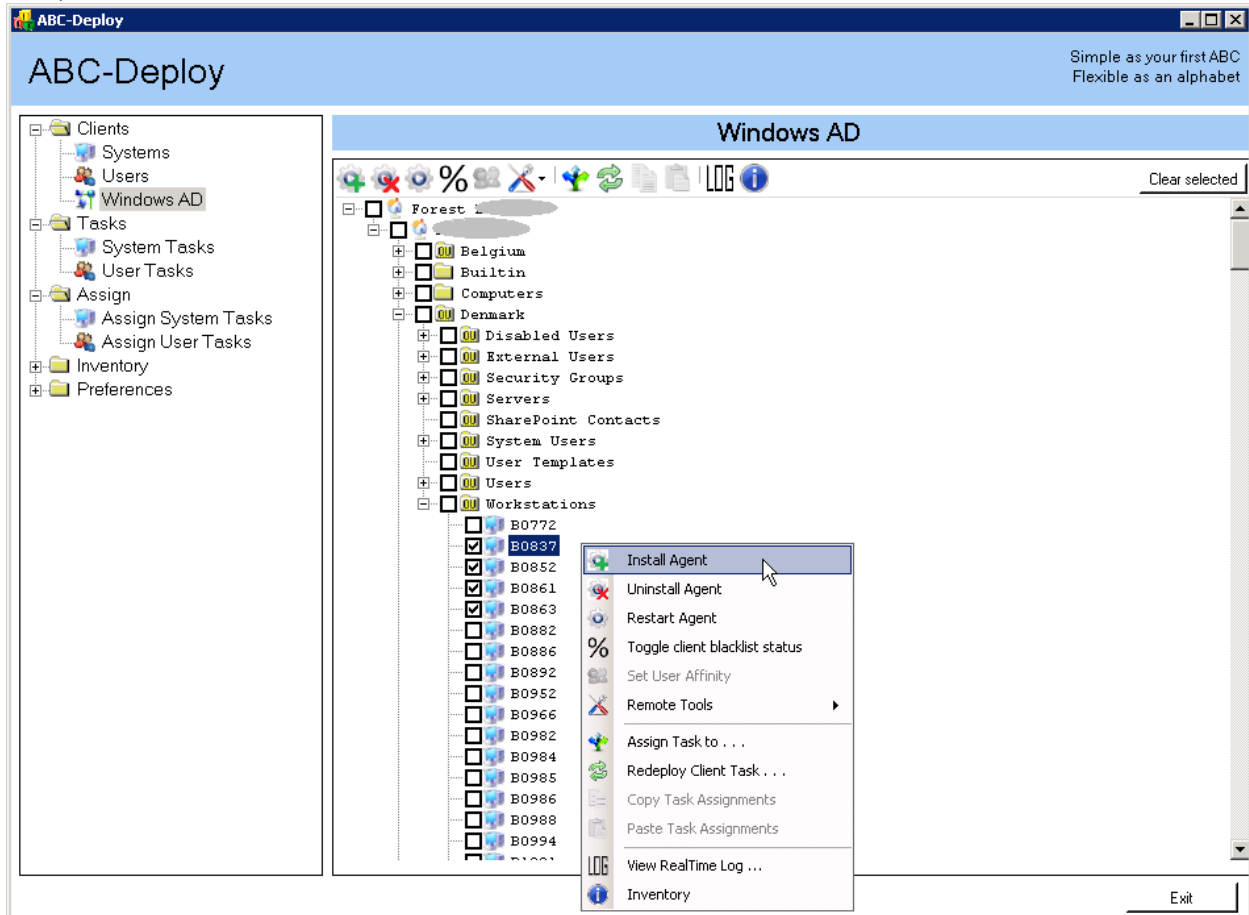 ABC-Deploy
ABC-Deploy
Simple as your first ABC
Flexible as an alphabet
Clients
Systems
Users
Windows AD
Tasks
System Tasks
User Tasks
Assign
Assign System Tasks
Assign User Tasks
Inventory
Preferences
Windows AD
% LOG
Clear selected
Forest
Belgium
Builtin
Computers
Denmark
Disabled Users
External Users
Security Groups
Servers
SharePoint Contacts
System Users
User Templates
Users
Workstations
B0772
B0837
B0852
B0861
B0863
B0882
B0886
B0892
B0952
B0966
B0982
B0984
B0985
B0986
B0988
B0994
Install Agent
Uninstall Agent
Restart Agent
% Toggle client blacklist status
Set User Affinity
Remote Tools
Assign Task to . . .
Redeploy Client Task . . .
Copy Task Assignments
Paste Task Assignments
LOG View RealTime Log ...
Inventory
Exit